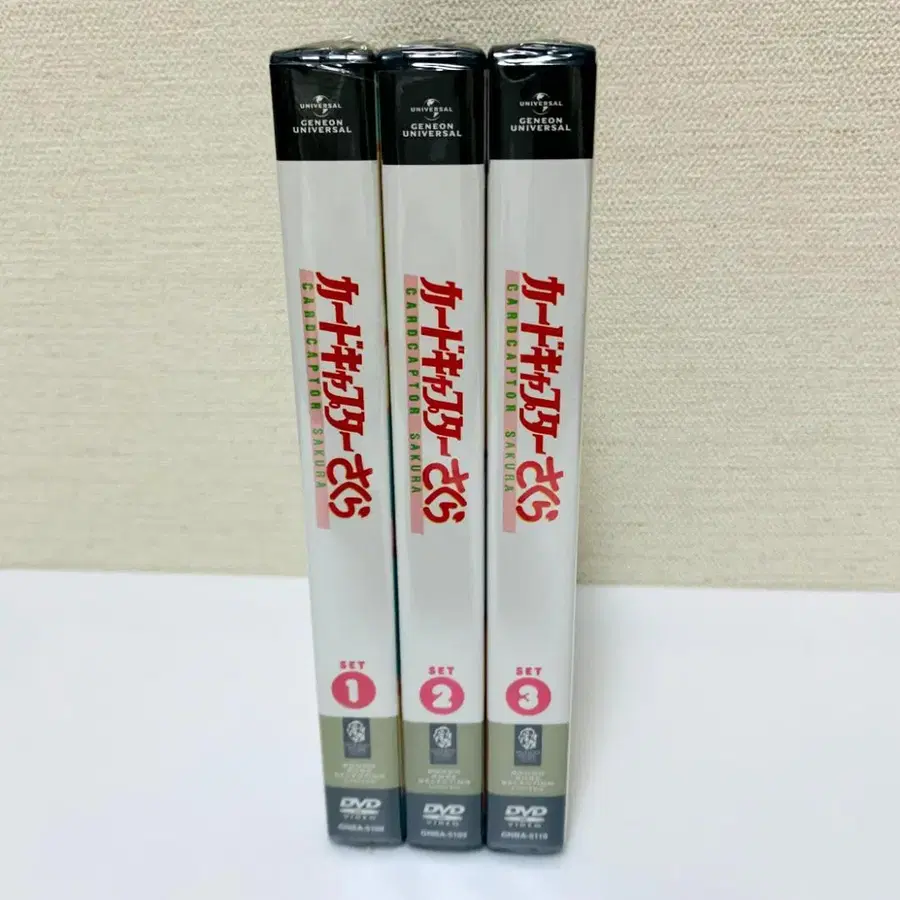 UNIVERSAL
GENEON
UNIVERSAL
カードキャプターさくら
CARDCAPTOR SAKURA
SET
1
DVD
VIDEO
UNIVERSAL
GENEON
UNIVERSAL
カードキャプターさくら
CARDCAPTOR SAKURA
SET
2
DVD
VIDEO
UNIVERSAL
GENEON
UNIVERSAL
カードキャプターさくら
CARDCAPTOR SAKURA
SET
3
DVD
VIDEO